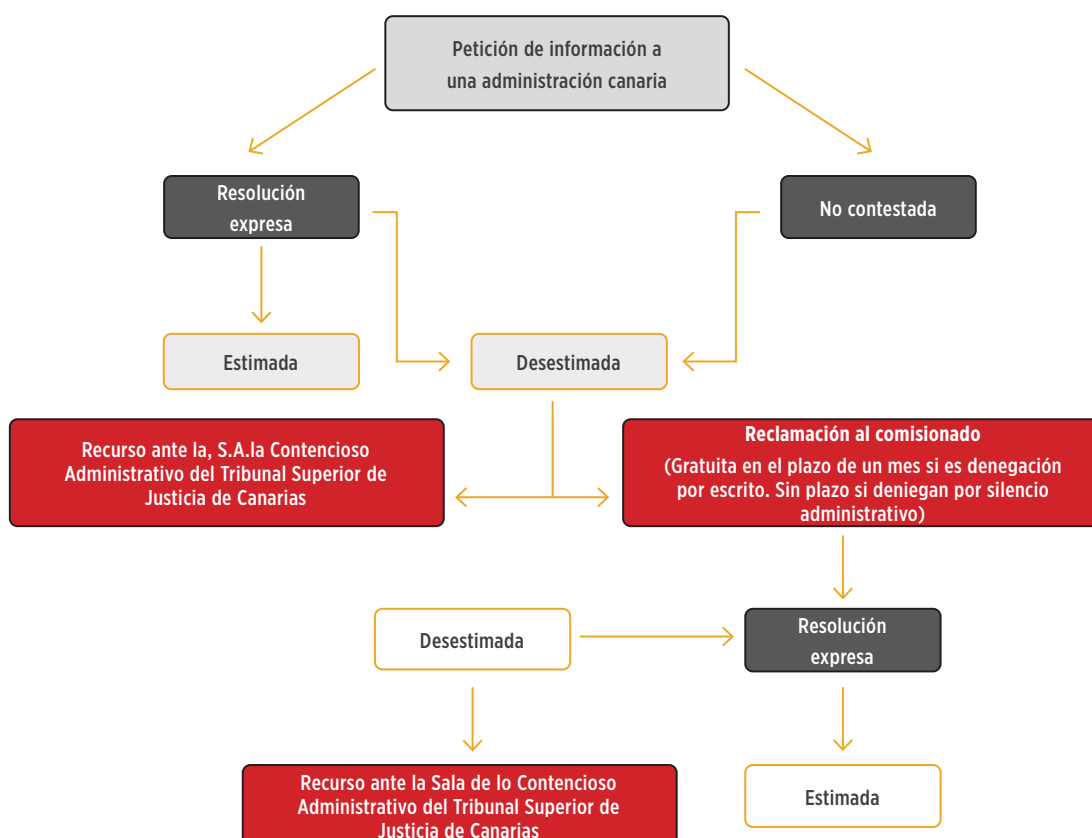 Petición de información a
una administración canaria
Resolución
expresa
No contestada
Estimada
Desestimada
Recurso ante la, S.A.la Contencioso
Administrativo del Tribunal Superior de
Justicia de Canarias
Reclamación al comisionado
(Gratuita en el plazo de un mes si es denegación
por escrito. Sin plazo si deniegan por silencio
administrativo)
Desestimada
Resolución
expresa
Recurso ante la Sala de lo Contencioso
Administrativo del Tribunal Superior de
Justicia de Canarias
Estimada